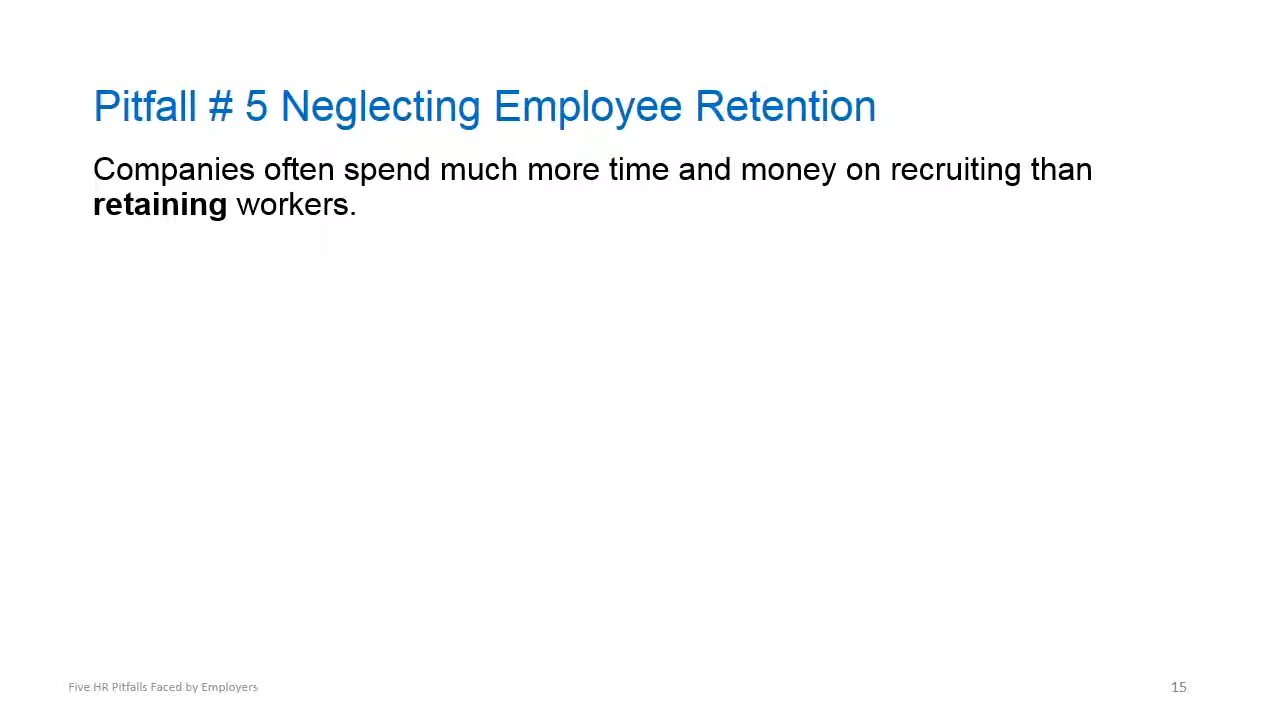 Pitfall # 5 Neglecting Employee Retention
Companies often spend much more time and money on recruiting than
retaining workers.
Five HR Pitfalls Faced by Employers
15